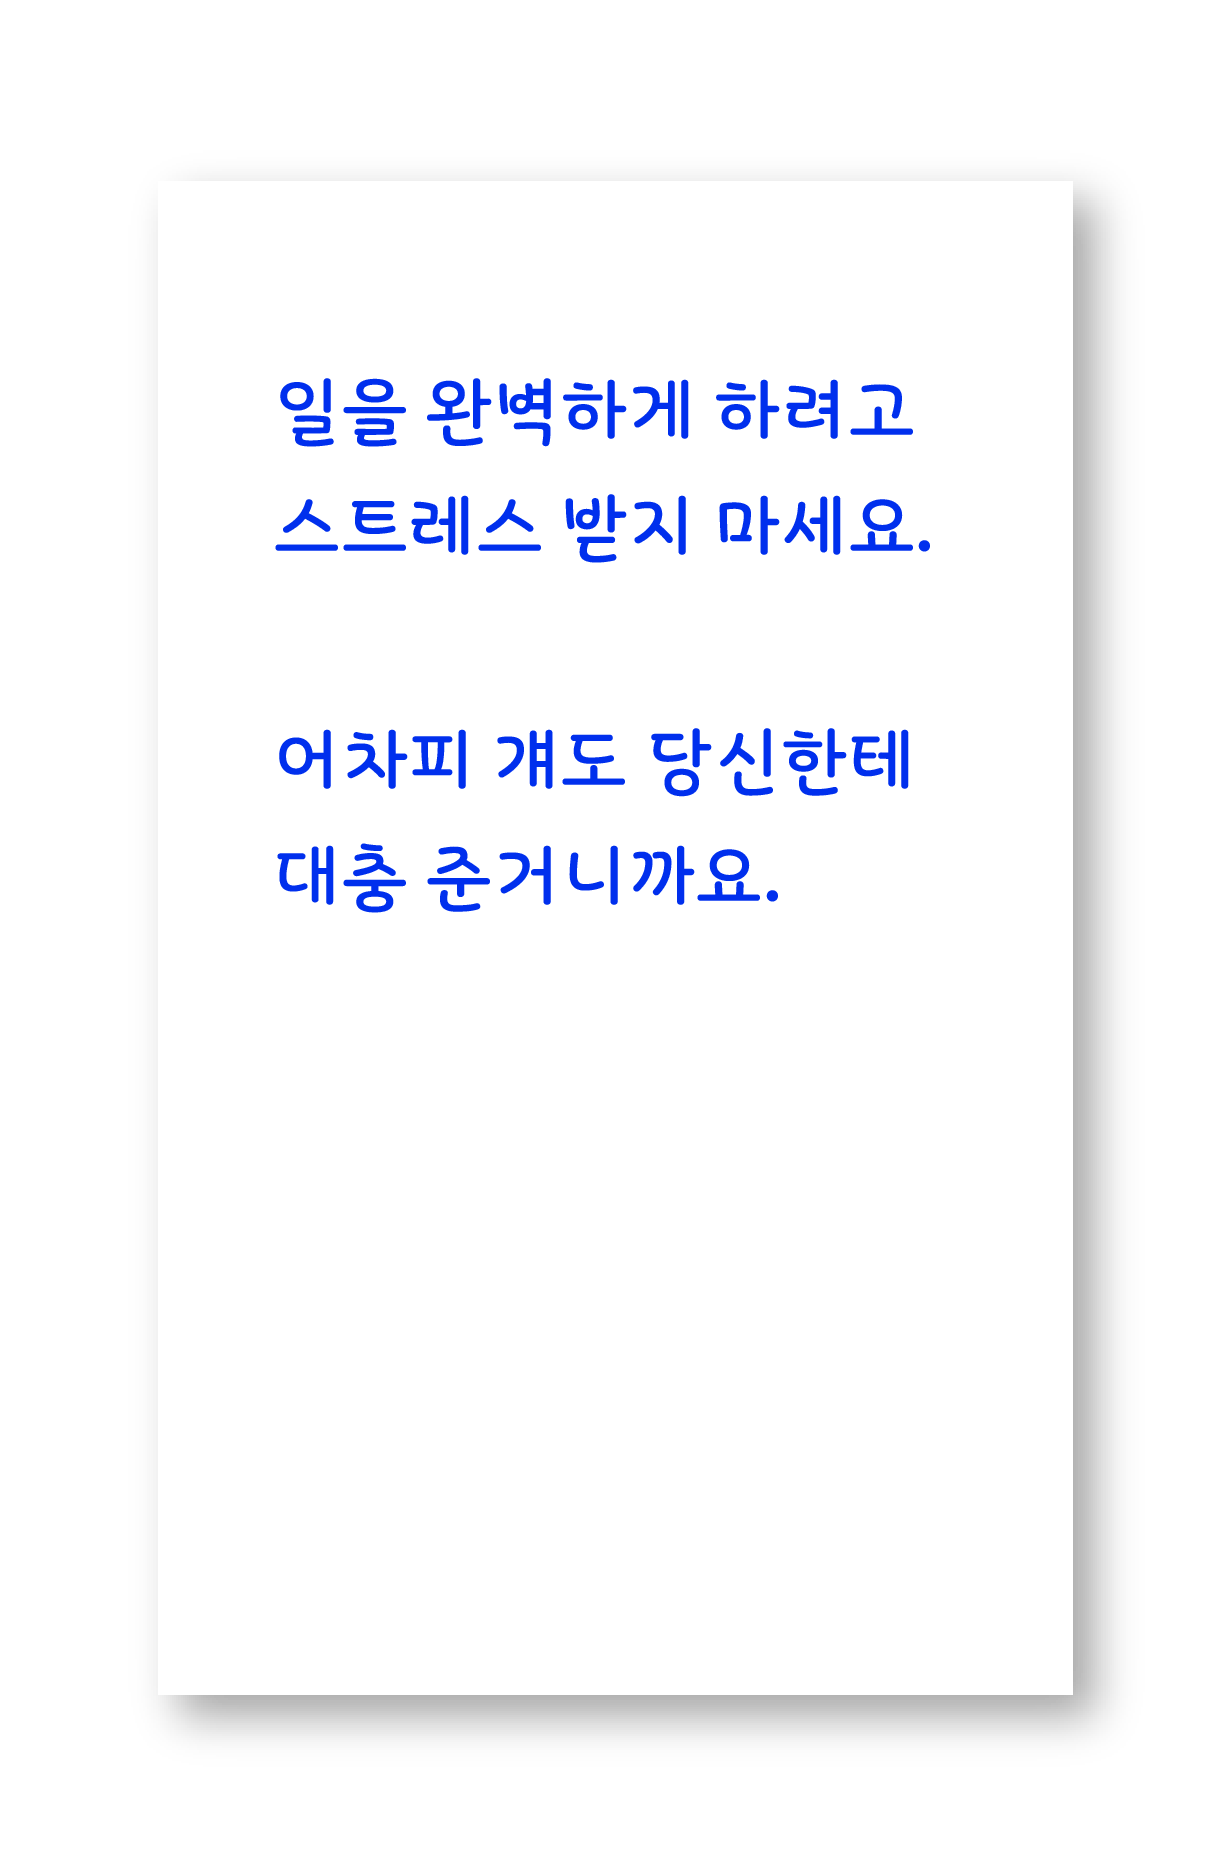 일을 완벽하게 하려고
스트레스 받지 마세요.
어차피 걔도 당신한테
대충 준거니까요.